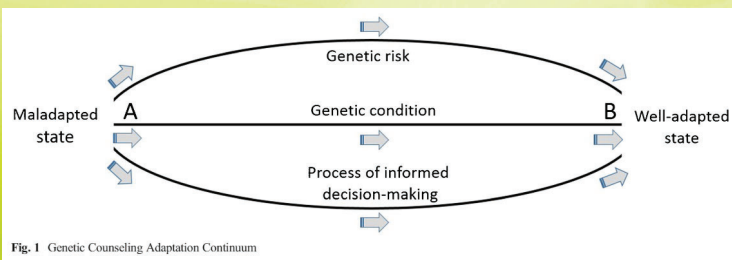 Genetic risk
Maladapted
state
A
Genetic condition
B
Well-adapted
state
Process of informed
decision-making
Fig. 1 Genetic Counseling Adaptation Continuum